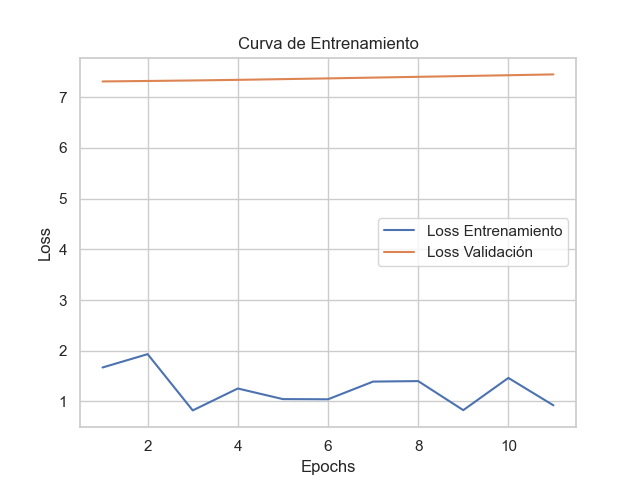 Curva de Entrenamiento
7
6
5
4
3
2
1
Loss
Loss Entrenamiento
Loss Validación
2 4 6 8 10
Epochs